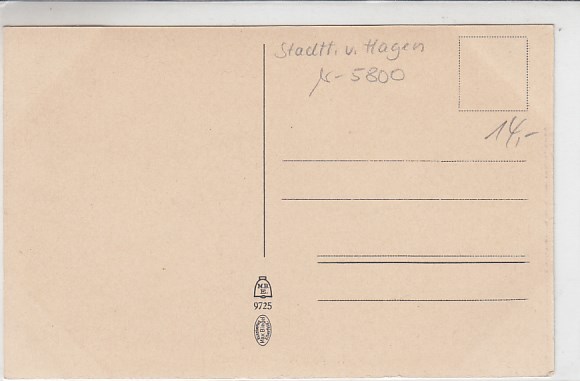 Stadtt. v. Hagen
5800
14,-
M.B.
E.
9725